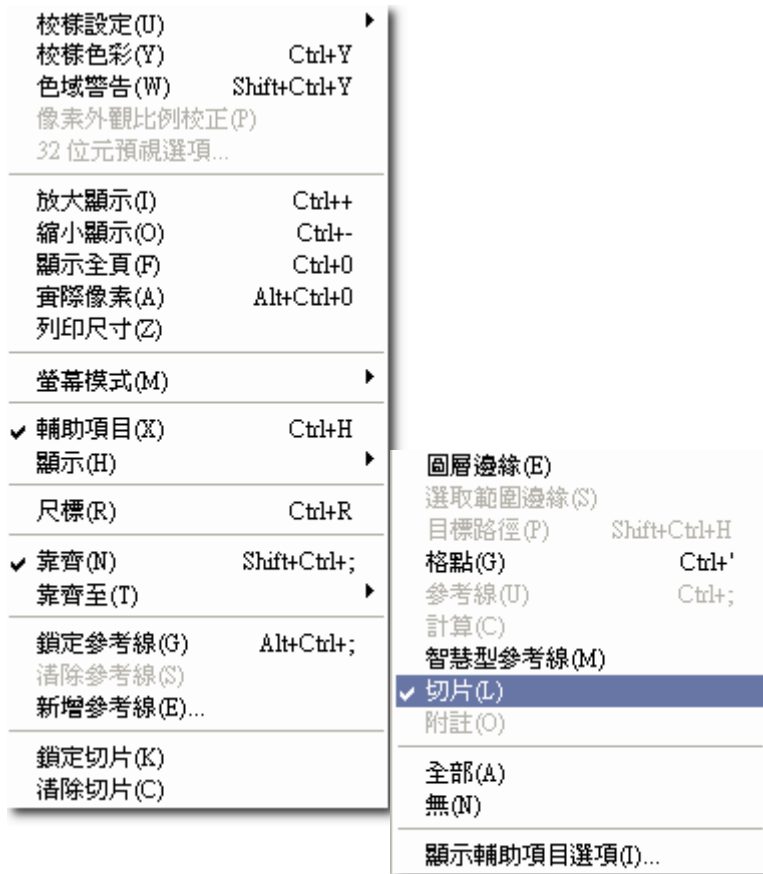 校樣設定(U)
校樣色彩(Y) Ctrl+Y
色域警告(W) Shift+Ctrl+Y
像素外觀比例校正(P)
32 位元預視選項...
放大顯示(I) Ctrl++
縮小顯示(O) Ctrl+-
顯示全頁(F) Ctrl+0
實際像素(A) Alt+Ctrl+0
列印尺寸(Z)
螢幕模式(M)
輔助項目(X) Ctrl+H
顯示(H)
尺標(R) Ctrl+R
靠齊(N) Shift+Ctrl+;
靠齊至(T)
鎖定參考線(G) Alt+Ctrl+;
清除參考線(S)
新增參考線(E)...
鎖定切片(K)
清除切片(C)
圖層邊緣(E)
選取範圍邊緣(S)
目標路徑(P) Shift+Ctrl+H
格點(G) Ctrl+'
參考線(U) Ctrl+;
計算(C)
智慧型參考線(M)
切片(L)
附註(O)
全部(A)
無(N)
顯示輔助項目選項(I)...